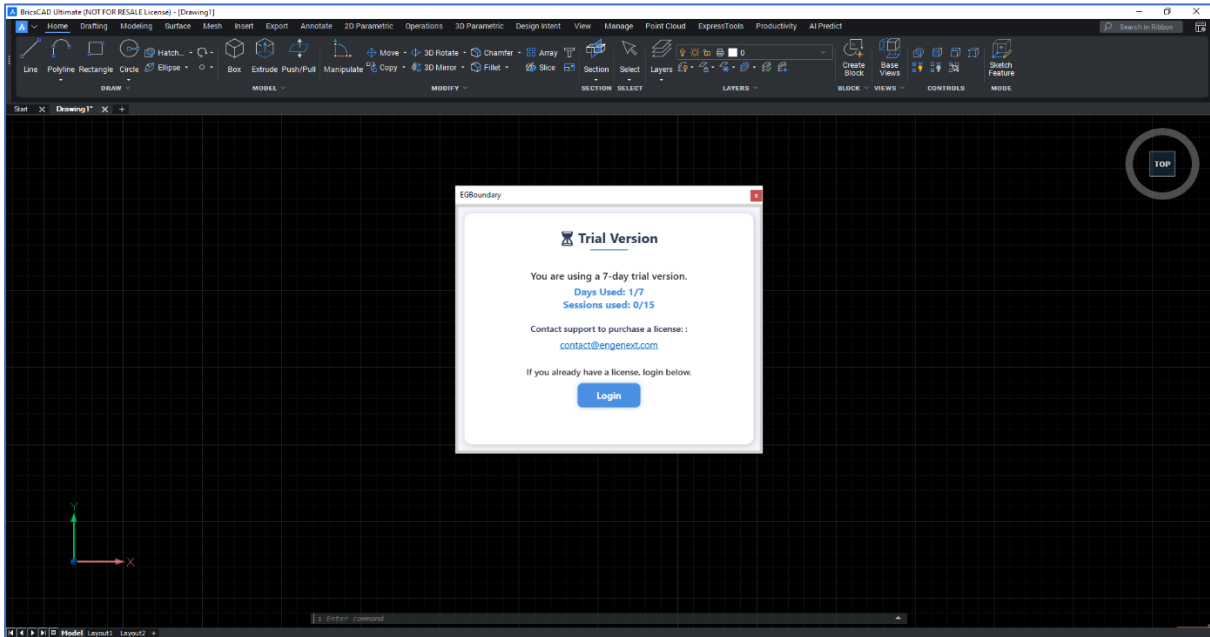 BricsCAD Ultimate (NOT FOR RESALE License) - [Drawing1]
Home Drafting Modeling Surface Mesh Insert Export Annotate 2D Parametric Operations 3D Parametric Design Intent View Manage Point Cloud ExpressTools Productivity AI Predict Search in Ribbon
Hatch... Move 3D Rotate Chamfer Array 0
Line Polyline Rectangle Circle Ellipse Box Extrude Push/Pull Manipulate Copy 3D Mirror Fillet Slice Section Select Layers Create Block Base Views Sketch Feature
DRAW MODEL MODIFY SECTION SELECT LAYERS BLOCK VIEWS CONTROLS MODE
Start Drawing1* +
TOP
EGBoundary
Trial Version
You are using a 7-day trial version.
Days Used: 1/7
Sessions used: 0/15
Contact support to purchase a license: :
contact@engenext.com
If you already have a license, login below.
Login
Y
X
: Enter command
Model Layout1 Layout2 +